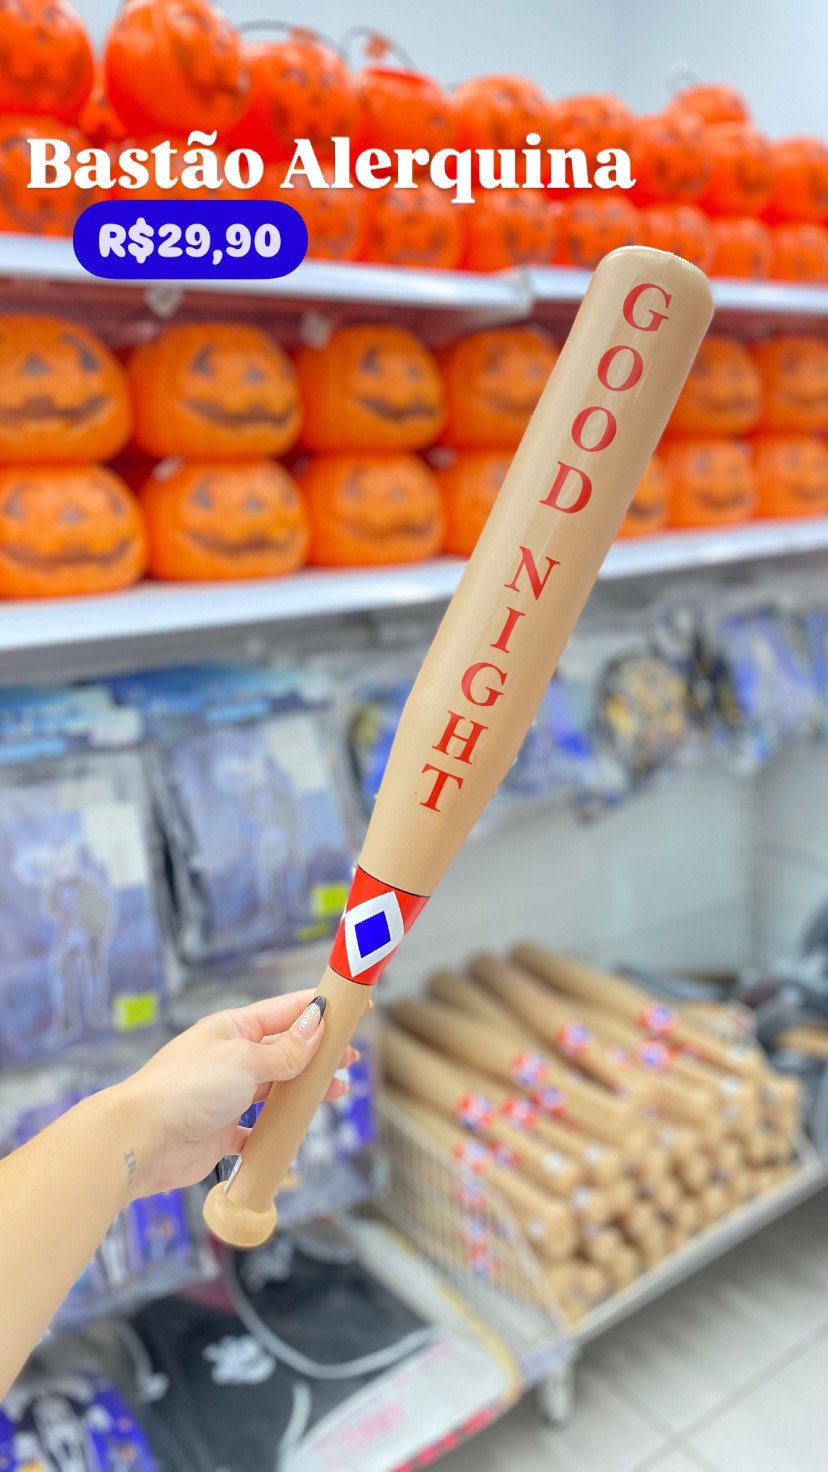 Bastão Alerquina
R$29,90
GOOD NIGHT